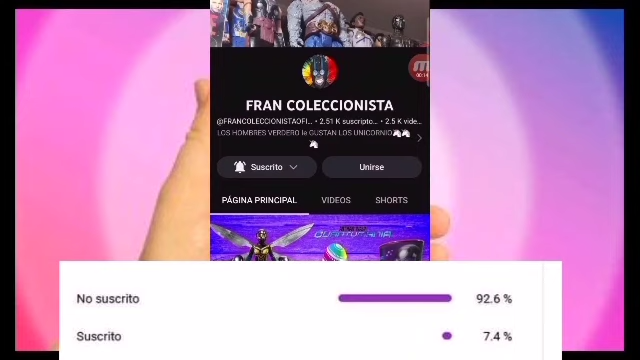 FRAN COLECCIONISTA
@FRANCOLECCIONISTAOFI... • 2.51 K suscripto... • 2.5 K vide...
LOS HOMBRES VERDERO le GUSTAN LOS UNICORNIO🦄🦄
🦄
Suscrito
Unirse
PÁGINA PRINCIPAL VIDEOS SHORTS
QUANTUMANIA
No suscrito 92.6 %
Suscrito 7.4 %